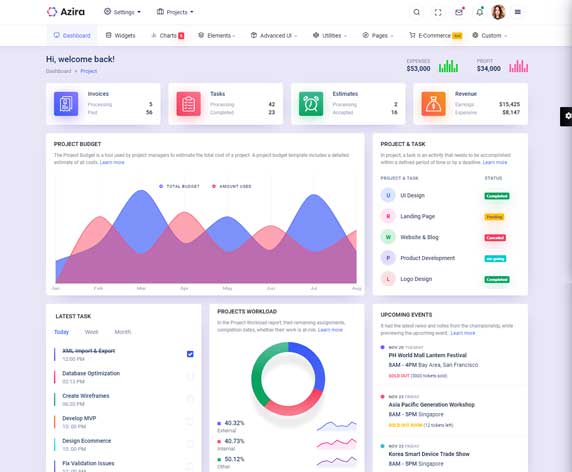 Azira
Settings
Projects
Dashboard
Widgets
Charts
Elements
Advanced UI
Utilities
Pages
E-Commerce
Custom
Hi, welcome back!
Dashboard
Project
EXPENSES
$53,000
PROFIT
$34,000
Invoices
Processing 5
Paid 56
Tasks
Processing 42
Completed 23
Estimates
Processing 2
Accepted 16
Revenue
Earnings $15,425
Expensive $8,147
PROJECT BUDGET
The Project Budget is a tool used by project managers to estimate the total cost of a project. A project budget template includes a detailed
estimate of all costs. Learn more
TOTAL BUDGET
AMOUNT USED
Jan Feb Mar Apr May Jun Jul Aug
PROJECT & TASK
In project, a task is an activity that needs to be accomplished
within a defined period of time or by a deadline. Learn more
PROJECT & TASK STATUS
U UI Design Completed
R Landing Page Pending
W Website & Blog Canceled
P Product Development on-going
L Logo Design Completed
LATEST TASK
Today Week Month
XML Import & Export
12:00 PM
Database Optimization
02:13 PM
Create Wireframes
06:20 PM
Develop MVP
10: 00 PM
Design Ecommerce
10: 00 PM
Fix Validation Issues
PROJECTS WORKLOAD
In the Project Workload report, thee remaining assignments,
completion dates, whether their work is at-risk. Learn more
40.32%
External
40.73%
Internal
50.12%
Other
UPCOMING EVENTS
It had the latest news and notes from the championship, while
previewing the upcoming event.. Learn more
NOV 20 TUESDAY
PH World Mall Lantern Festival
8AM - 4PM Bay Area, San Francisco
SOLD OUT (3000 tickets sold)
NOV 23 FRIDAY
Asia Pacific Generation Workshop
8AM - 5PM Singapore
SOLD OUT SOON (12 tickets left)
NOV 23 FRIDAY
Korea Smart Device Trade Show
8AM - 5PM Singapore